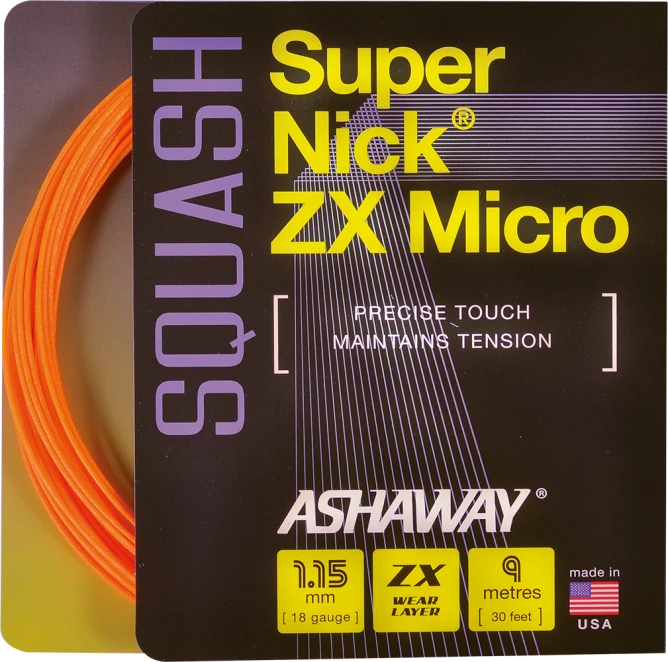 SQUASH
Super
Nick®
ZX Micro
PRECISE TOUCH
MAINTAINS TENSION
ASHAWAY®
1.15
mm
[ 18 gauge ]
ZX
WEAR
LAYER
9
metres
[ 30 feet ]
made in
USA